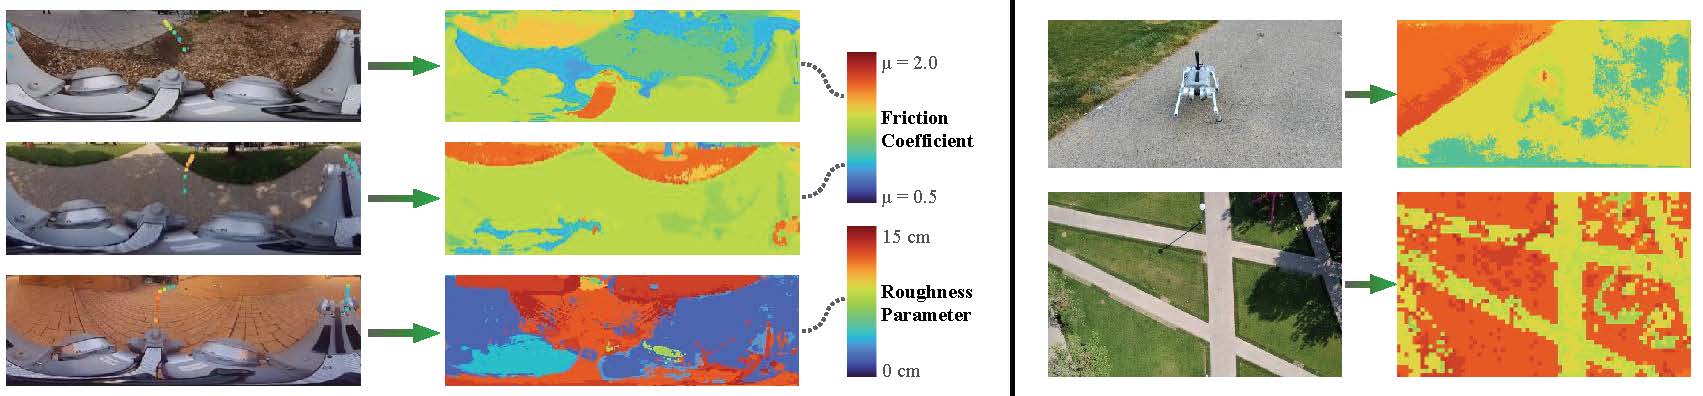 μ = 2.0
Friction
Coefficient
μ = 0.5
15 cm
Roughness
Parameter
0 cm